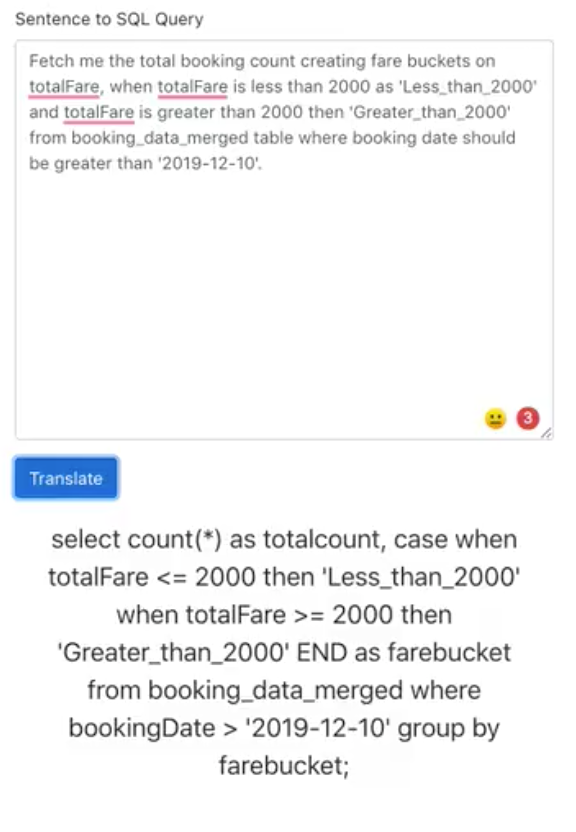 Sentence to SQL Query
Fetch me the total booking count creating fare buckets on
totalFare, when totalFare is less than 2000 as 'Less_than_2000'
and totalFare is greater than 2000 then 'Greater_than_2000'
from booking_data_merged table where booking date should
be greater than '2019-12-10'.
3
Translate
select count(*) as totalcount, case when
totalFare <= 2000 then 'Less_than_2000'
when totalFare >= 2000 then
'Greater_than_2000' END as farebucket
from booking_data_merged where
bookingDate > '2019-12-10' group by
farebucket;